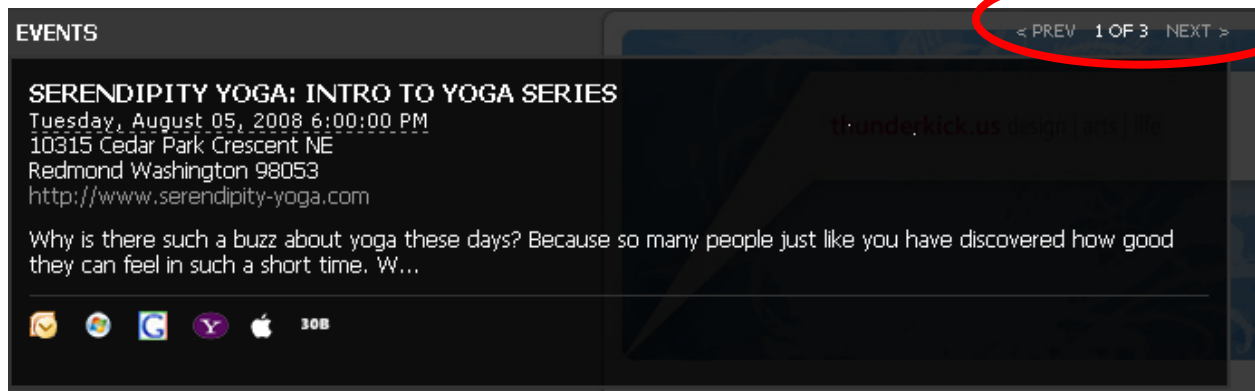 EVENTS
< PREV 1 OF 3 NEXT >
SERENDIPITY YOGA: INTRO TO YOGA SERIES
Tuesday, August 05, 2008 6:00:00 PM
10315 Cedar Park Crescent NE
Redmond Washington 98053
http://www.serendipity-yoga.com
thunderkick.us design | arts | life
Why is there such a buzz about yoga these days? Because so many people just like you have discovered how good
they can feel in such a short time. W...
G Y 30B